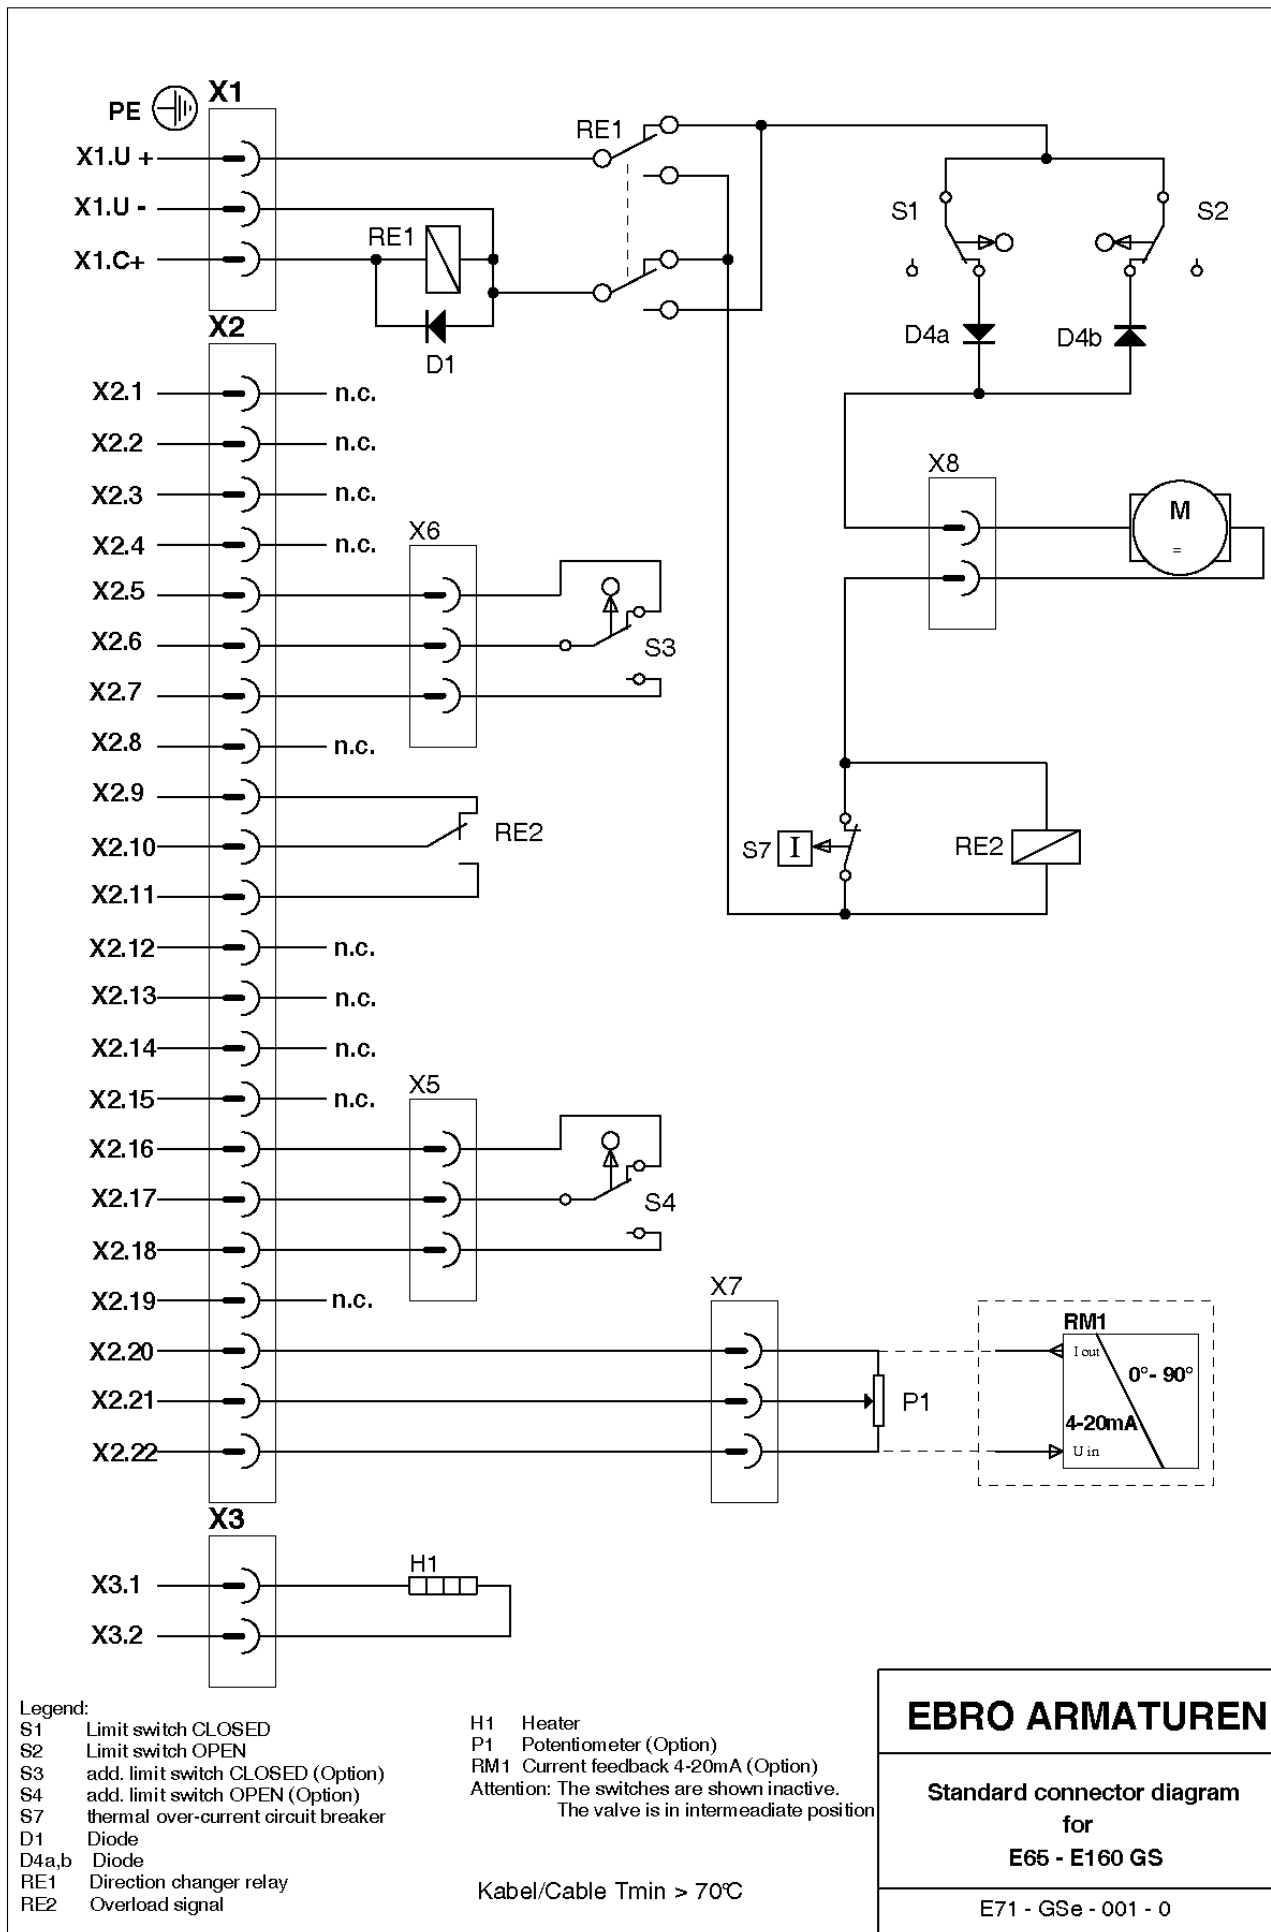 X1
PE
X1.U +
X1.U -
X1.C+
RE1
RE1
D1
S1
S2
D4a
D4b
X2
X2.1
n.c.
X2.2
n.c.
X2.3
n.c.
X2.4
n.c.
X6
X2.5
X2.6
X2.7
S3
X8
M
=
X2.8
n.c.
X2.9
X2.10
X2.11
RE2
S7
I
RE2
X2.12
n.c.
X2.13
n.c.
X2.14
n.c.
X2.15
n.c.
X5
X2.16
X2.17
X2.18
S4
X2.19
n.c.
X7
X2.20
X2.21
X2.22
P1
RM1
I out
0°- 90°
4-20mA
U in
X3
X3.1
X3.2
H1
Legend:
S1 Limit switch CLOSED
S2 Limit switch OPEN
S3 add. limit switch CLOSED (Option)
S4 add. limit switch OPEN (Option)
S7 thermal over-current circuit breaker
D1 Diode
D4a,b Diode
RE1 Direction changer relay
RE2 Overload signal
H1 Heater
P1 Potentiometer (Option)
RM1 Current feedback 4-20mA (Option)
Attention: The switches are shown inactive.
The valve is in intermeadiate position
Kabel/Cable Tmin > 70°C
EBRO ARMATUREN
Standard connector diagram
for
E65 - E160 GS
E71 - GSe - 001 - 0